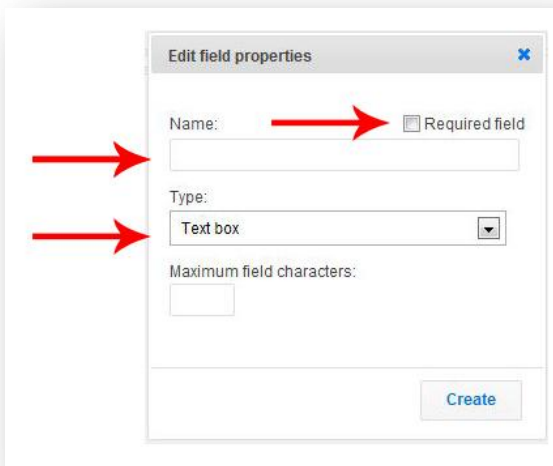 Edit field properties
Name: Required field
Type:
Text box
Maximum field characters:
Create